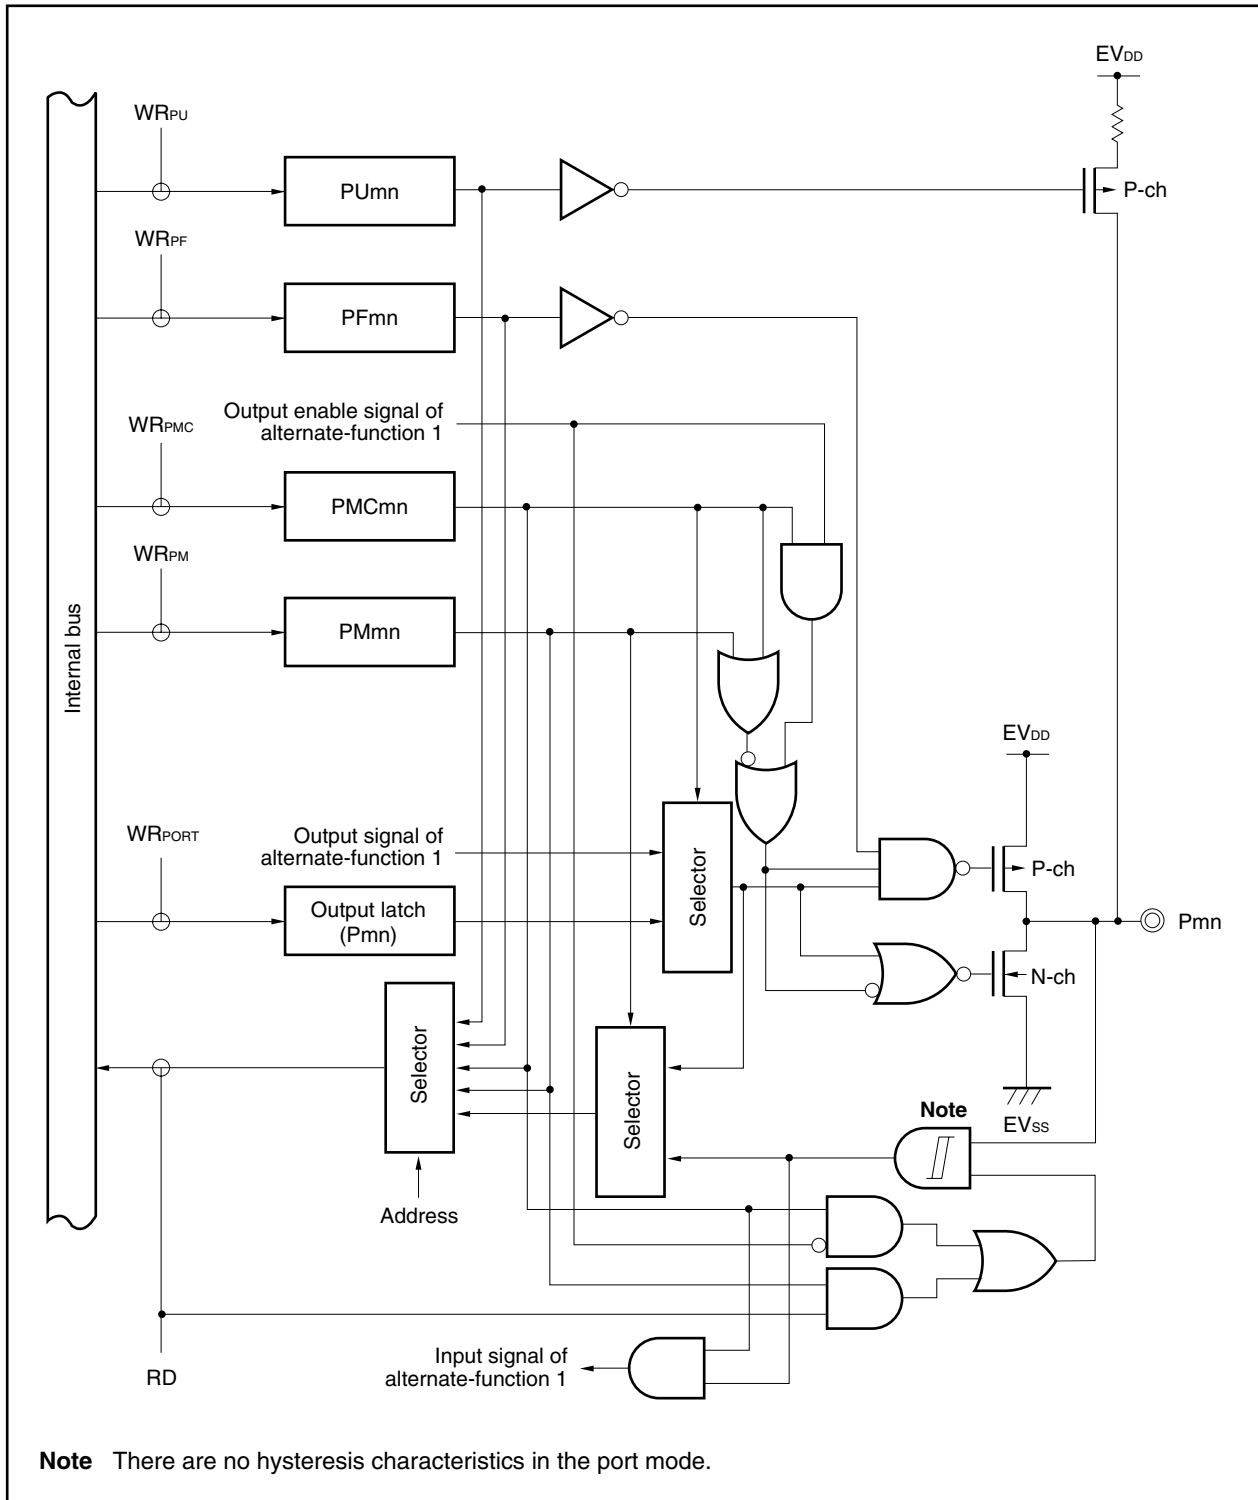 EVDD
WRPU
PUmn
P-ch
WRPF
PFmn
Output enable signal of
alternate-function 1
WRPMC
PMCmn
WRPM
PMmn
Internal bus
EVDD
WRPORT
Output signal of
alternate-function 1
Selector
P-ch
Output latch
(Pmn)
Pmn
N-ch
Selector
Selector
Note
EVSS
Address
RD
Input signal of
alternate-function 1
Note There are no hysteresis characteristics in the port mode.